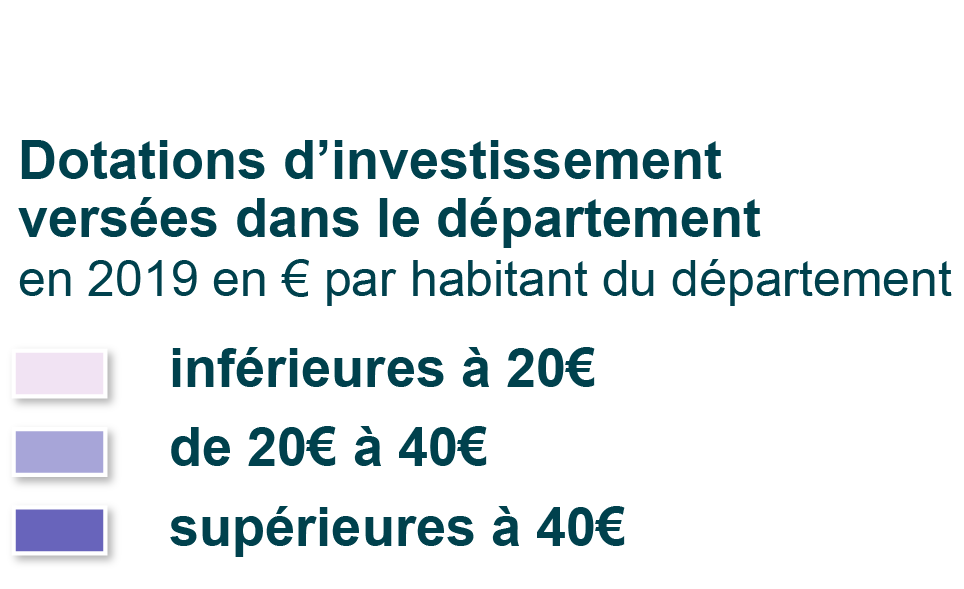 Dotations d’investissement
versées dans le département
en 2019 en € par habitant du département
inférieures à 20€
de 20€ à 40€
supérieures à 40€